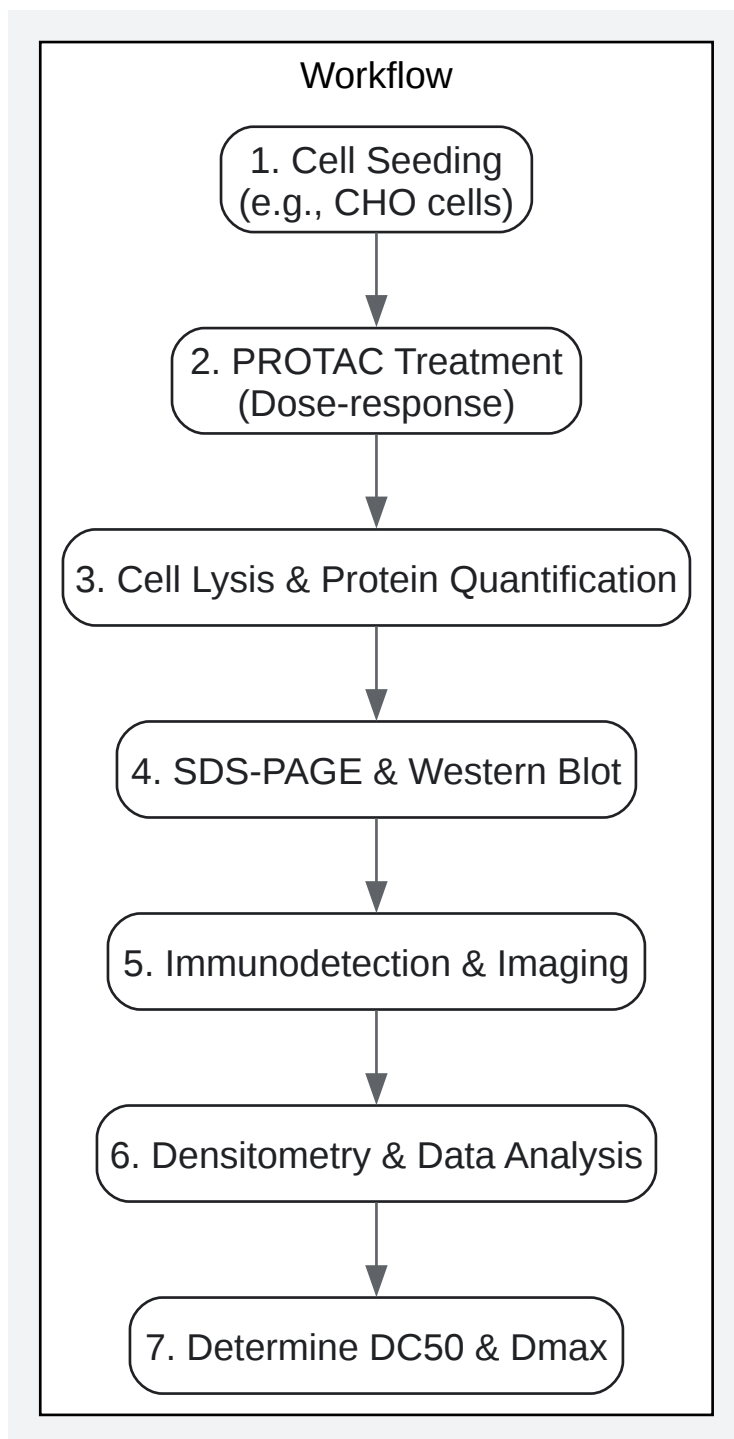 Workflow
1. Cell Seeding
(e.g., CHO cells)
2. PROTAC Treatment
(Dose-response)
3. Cell Lysis & Protein Quantification
4. SDS-PAGE & Western Blot
5. Immunodetection & Imaging
6. Densitometry & Data Analysis
7. Determine DC50 & Dmax